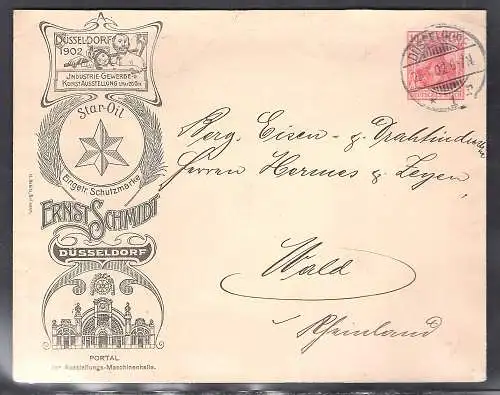 DÜSSELDORF
1902
INDUSTRIE-GEWERBE- U.
KUNST AUSSTELLUNG
Star-Oil
Eingetr. Schutzmarke
ERNST SCHMIDT
DÜSSELDORF
PORTAL
der Ausstellungs-Maschinenhalle.
DÜSSELDORF
Berg. Eisen- & Drahtindustrie
Herren Hermes & Zeyen
Wald
Rheinland